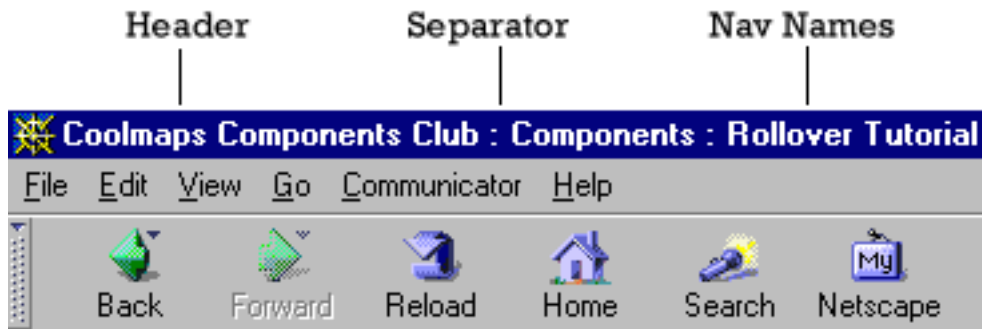 Header Separator Nav Names
Coolmaps Components Club : Components : Rollover Tutorial
File Edit View Go Communicator Help
My
Back Forward Reload Home Search Netscape